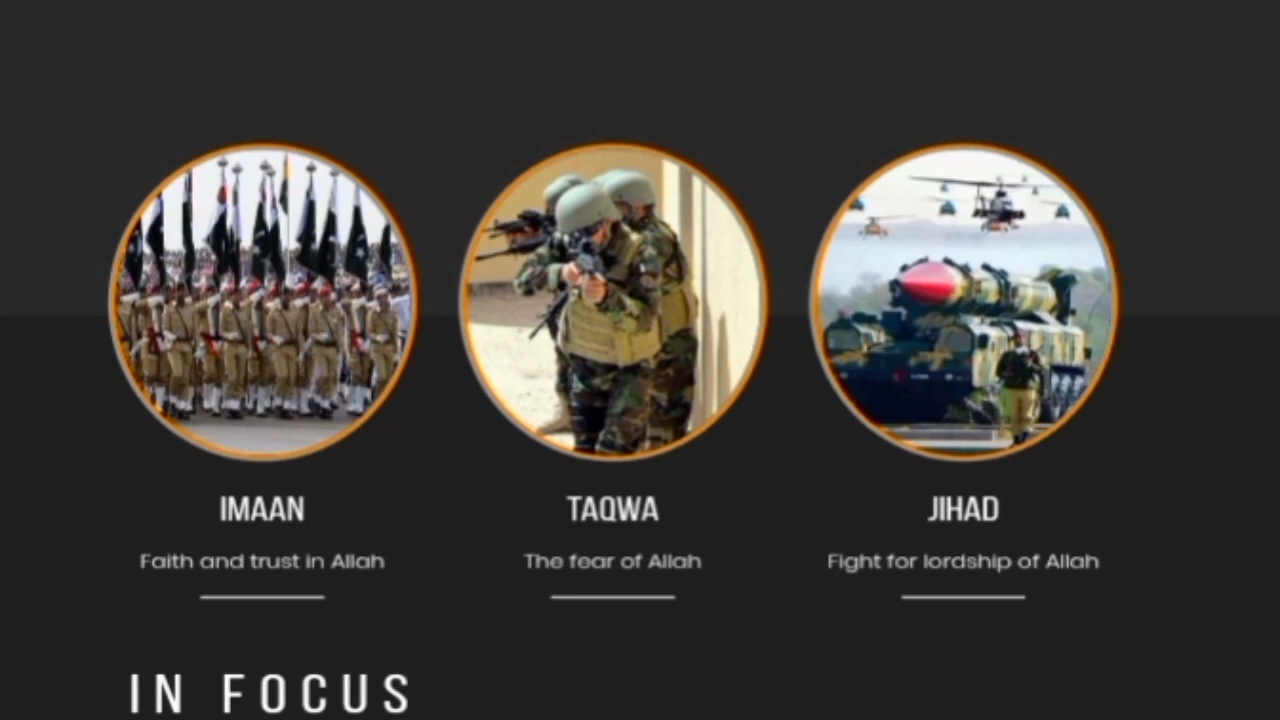 IMAAN
Faith and trust in Allah
TAQWA
The fear of Allah
JIHAD
Fight for lordship of Allah
IN FOCUS